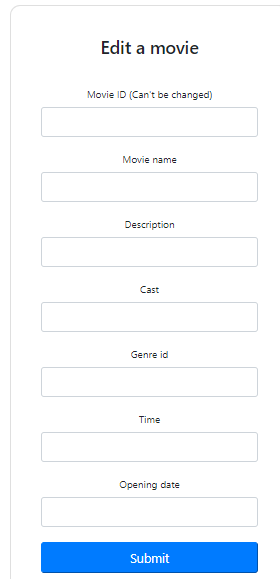 Edit a movie
Movie ID (Can't be changed)
Movie name
Description
Cast
Genre id
Time
Opening date
Submit